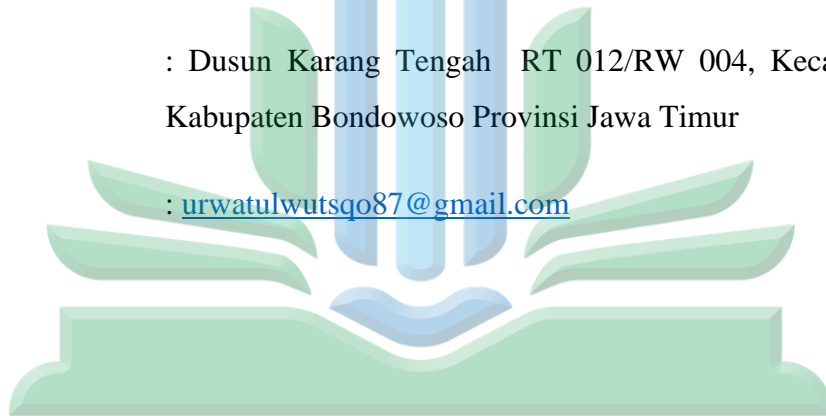 : Dusun Karang Tengah RT 012/RW 004,
Kabupaten Bondowoso Provinsi Jawa Timur
: urwatulwutsqo87@gmail.com